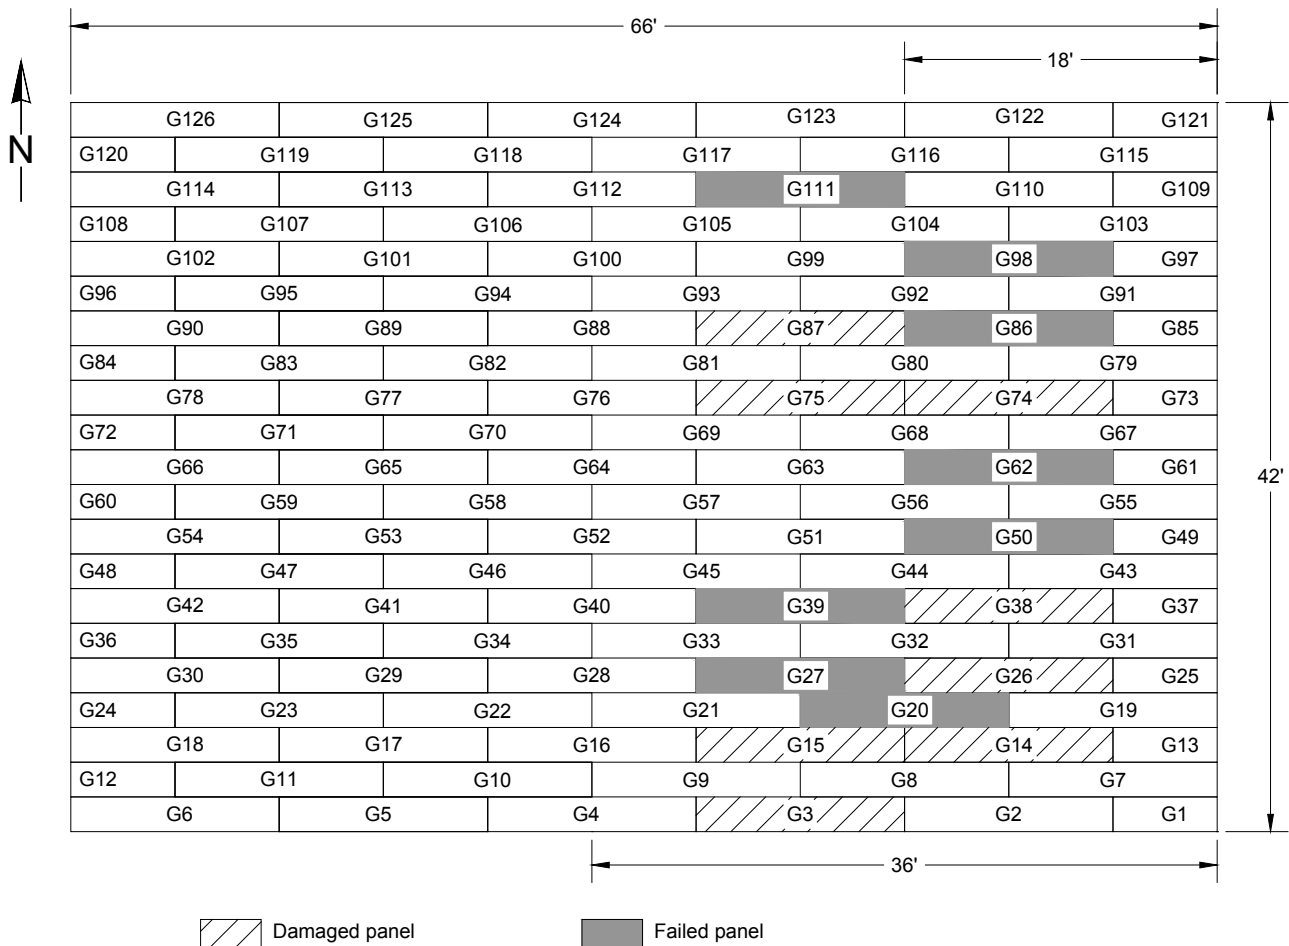 66'
18'
N
G126 G125 G124 G123 G122 G121
G120 G119 G118 G117 G116 G115
G114 G113 G112 G111 G110 G109
G108 G107 G106 G105 G104 G103
G102 G101 G100 G99 G98 G97
G96 G95 G94 G93 G92 G91
G90 G89 G88 G87 G86 G85
G84 G83 G82 G81 G80 G79
G78 G77 G76 G75 G74 G73
G72 G71 G70 G69 G68 G67
G66 G65 G64 G63 G62 G61
42'
G60 G59 G58 G57 G56 G55
G54 G53 G52 G51 G50 G49
G48 G47 G46 G45 G44 G43
G42 G41 G40 G39 G38 G37
G36 G35 G34 G33 G32 G31
G30 G29 G28 G27 G26 G25
G24 G23 G22 G21 G20 G19
G18 G17 G16 G15 G14 G13
G12 G11 G10 G9 G8 G7
G6 G5 G4 G3 G2 G1
36'
Damaged panel Failed panel